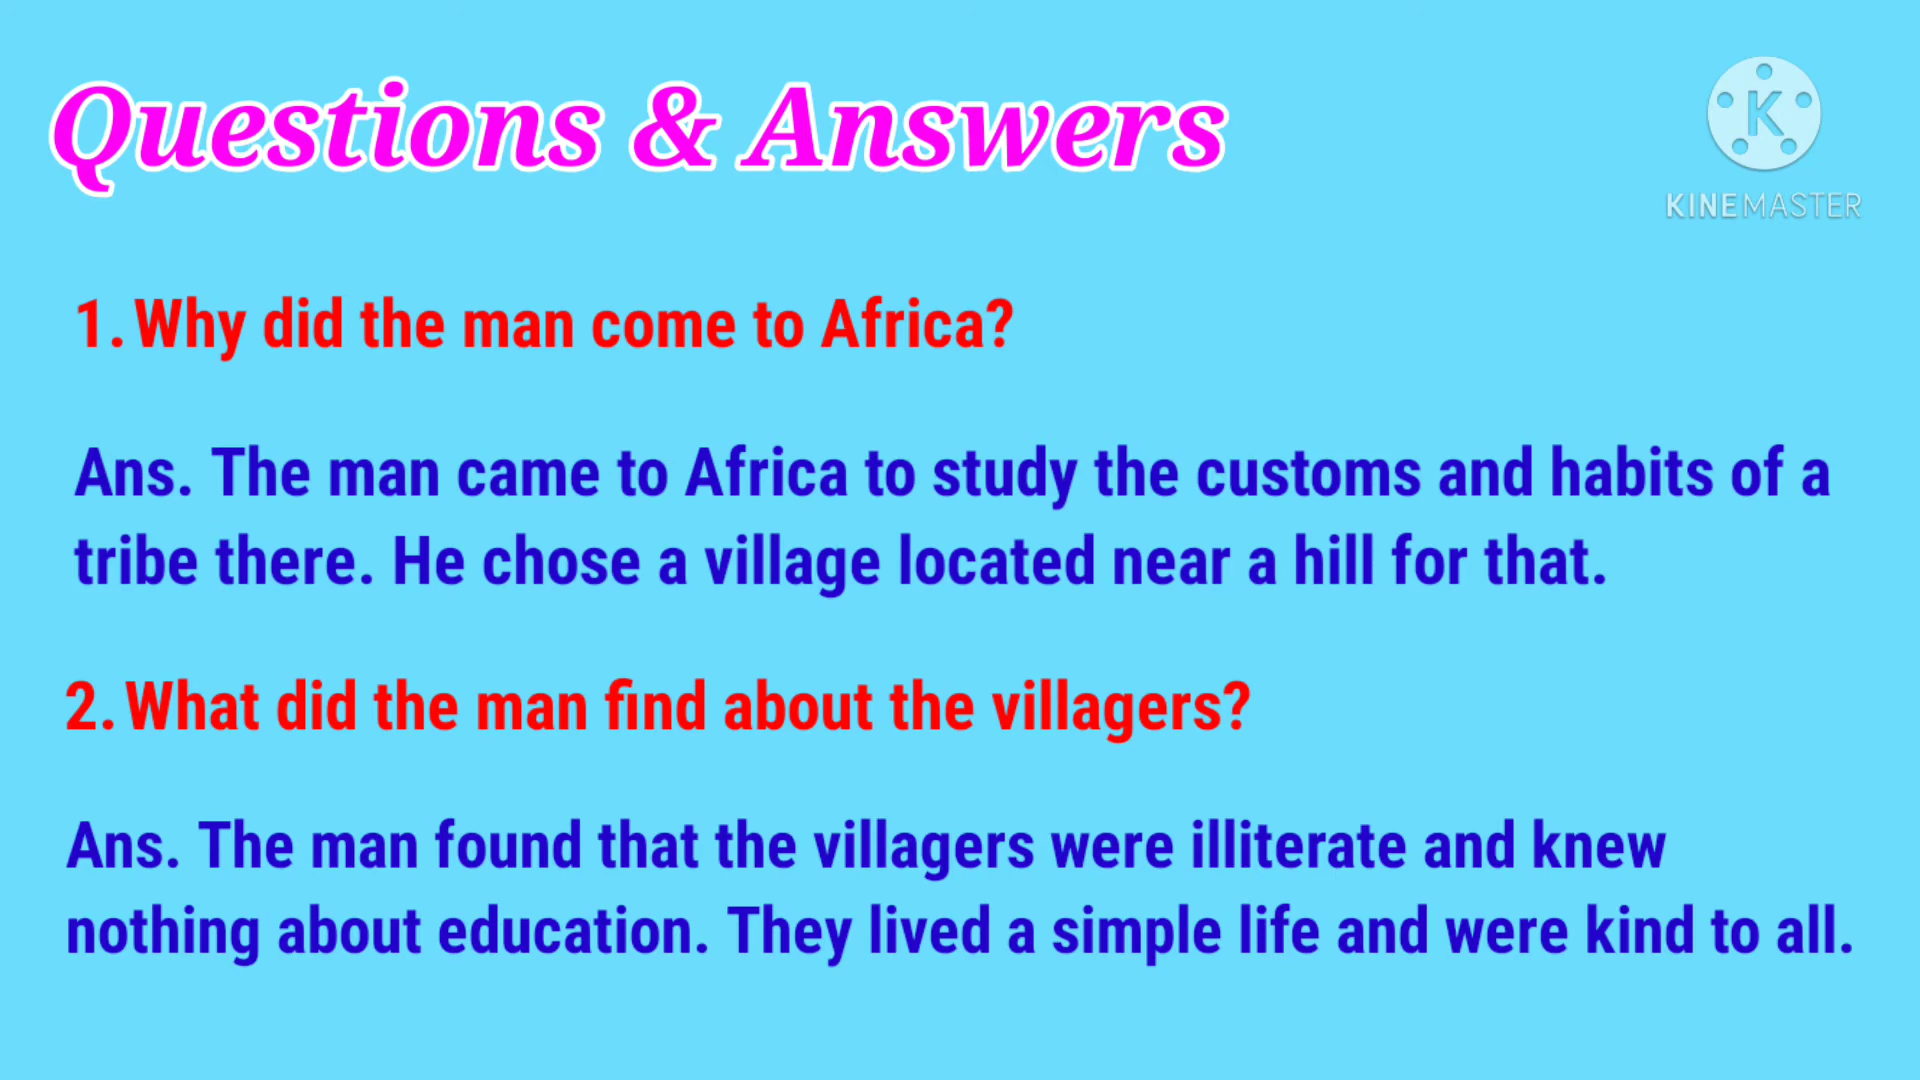 Questions & Answers
K
KINEMASTER
1. Why did the man come to Africa?
Ans. The man came to Africa to study the customs and habits of a
tribe there. He chose a village located near a hill for that.
2. What did the man find about the villagers?
Ans. The man found that the villagers were illiterate and knew
nothing about education. They lived a simple life and were kind to all.